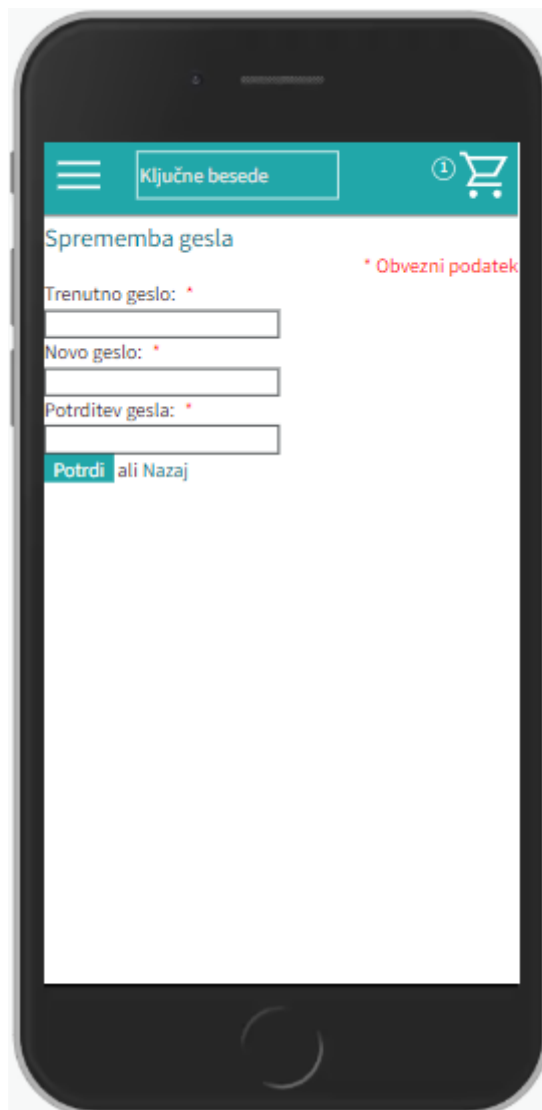 Ključne besede
1
Sprememba gesla
* Obvezni podatek
Trenutno geslo: *
Novo geslo: *
Potrditev gesla: *
Potrdi ali Nazaj